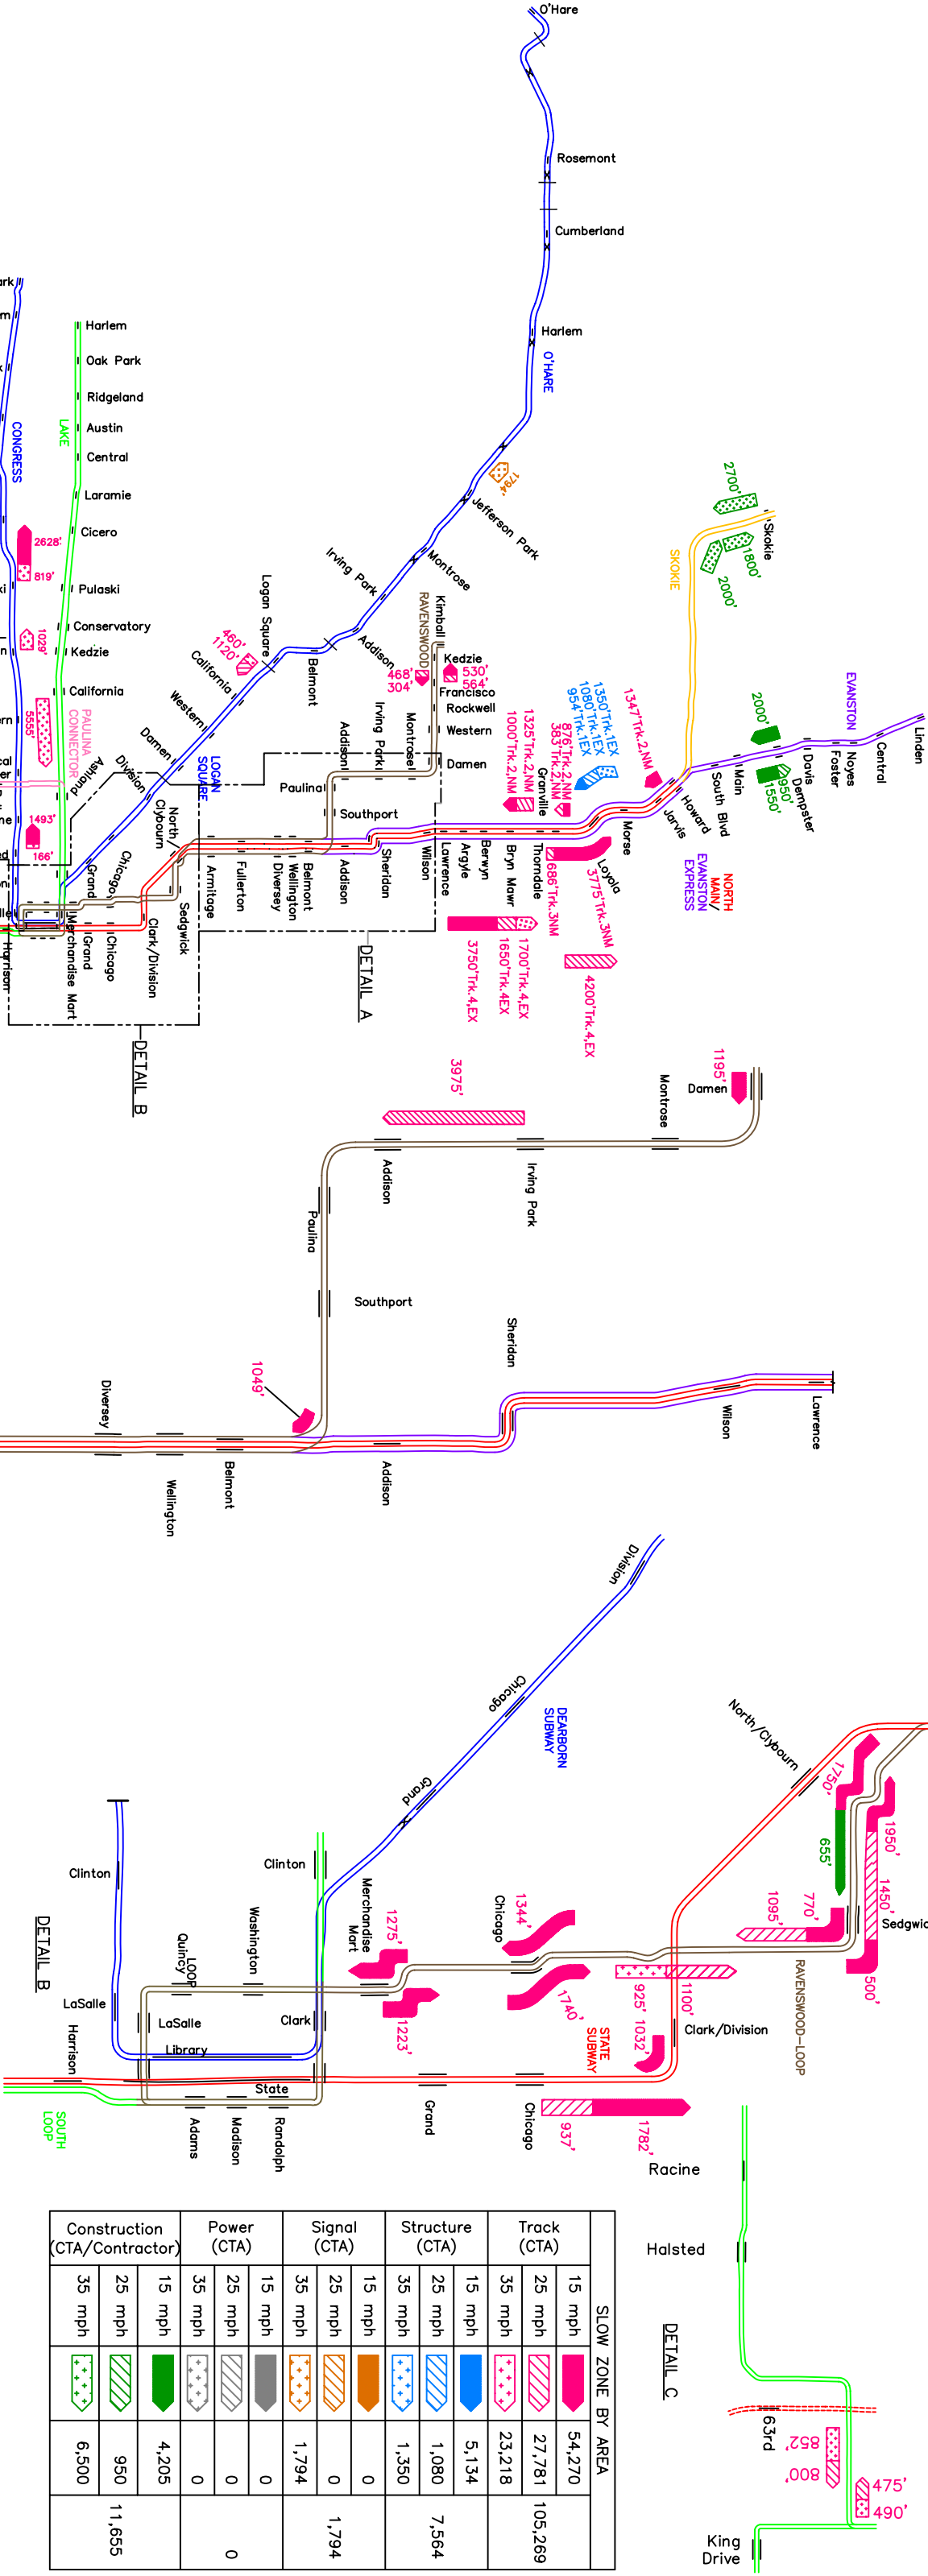 O'Hare
Rosemont
Cumberland
Harlem
O'HARE
1794'
Jefferson Park
Montrose
Irving Park
Addison
Belmont
Logan Square
460'
1120'
California
Western
Damen
Division
LOGAN
SQUARE
Chicago
Grand
Harlem
Oak Park
Ridgeland
Austin
Central
Laramie
Cicero
Pulaski
Conservatory
Kedzie
California
Ashland
LAKE
CONGRESS
2628'
819'
1029'
5555'
PAULINA
CONNECTOR
1493'
166'
2700'
Skokie
1800'
2000'
SKOKIE
Kimball
RAVENSWOOD
Kedzie
530'
468'
564'
304'
Francisco
Rockwell
Western
Damen
Montrose
Irving Park
Addison
Paulina
Southport
EVANSTON
Linden
Central
Noyes
Foster
Davis
Dempster
Main
South Blvd
Howard
Jarvis
2000'
950'
1550'
NORTH
MAIN/
EVANSTON
EXPRESS
1347'Trk.2,NM
1350'Trk.1EX
1080'Trk.1EX
954'Trk.1EX
876'Trk.2,NM
383'Trk.2,NM
1325'Trk.2,NM
1000'Trk.2,NM
Morse
Loyola
Granville
Thorndale
Bryn Mawr
Berwyn
Argyle
Lawrence
Wilson
Sheridan
Addison
Belmont
Wellington
Diversey
Fullerton
Armitage
North
Clybourn
Sedgwick
Clark/Division
Chicago
Grand
Merchandise Mart
Harrison
686'Trk.3NM
3775'Trk.3NM
1700'Trk.4,EX
1650'Trk.4EX
3750'Trk.4,EX
4200'Trk.4,EX
DETAIL A
DETAIL B
1195'
Damen
Montrose
3975'
Irving Park
Addison
Paulina
Southport
1049'
Sheridan
Lawrence
Wilson
Addison
Belmont
Wellington
Diversey
Division
Chicago
DEARBORN
SUBWAY
Grand
Clinton
Clinton
North/Clybourn
1750'
1950'
655'
1450'
Sedgwic
770'
1095'
500'
RAVENSWOOD-LOOP
Merchandise
Mart
1275'
1223'
Chicago
1344'
1740'
925'
1100'
STATE
SUBWAY
1032'
Clark/Division
Washington
LOOP
Quincy
LaSalle
LaSalle
Clark
Library
State
Harrison
SOUTH
LOOP
Adams
Madison
Randolph
Grand
Chicago
937'
1782'
DETAIL B
Racine
Halsted
DETAIL C
63rd
852'
800'
475'
490'
King
Drive
SLOW ZONE BY AREA
Track
(CTA)
15 mph
54,270
25 mph
27,781
35 mph
23,218
105,269
Structure
(CTA)
15 mph
5,134
25 mph
1,080
35 mph
1,350
7,564
Signal
(CTA)
15 mph
0
25 mph
0
35 mph
1,794
1,794
Power
(CTA)
15 mph
0
25 mph
0
35 mph
0
0
Construction
(CTA/Contractor)
15 mph
4,205
25 mph
950
35 mph
6,500
11,655